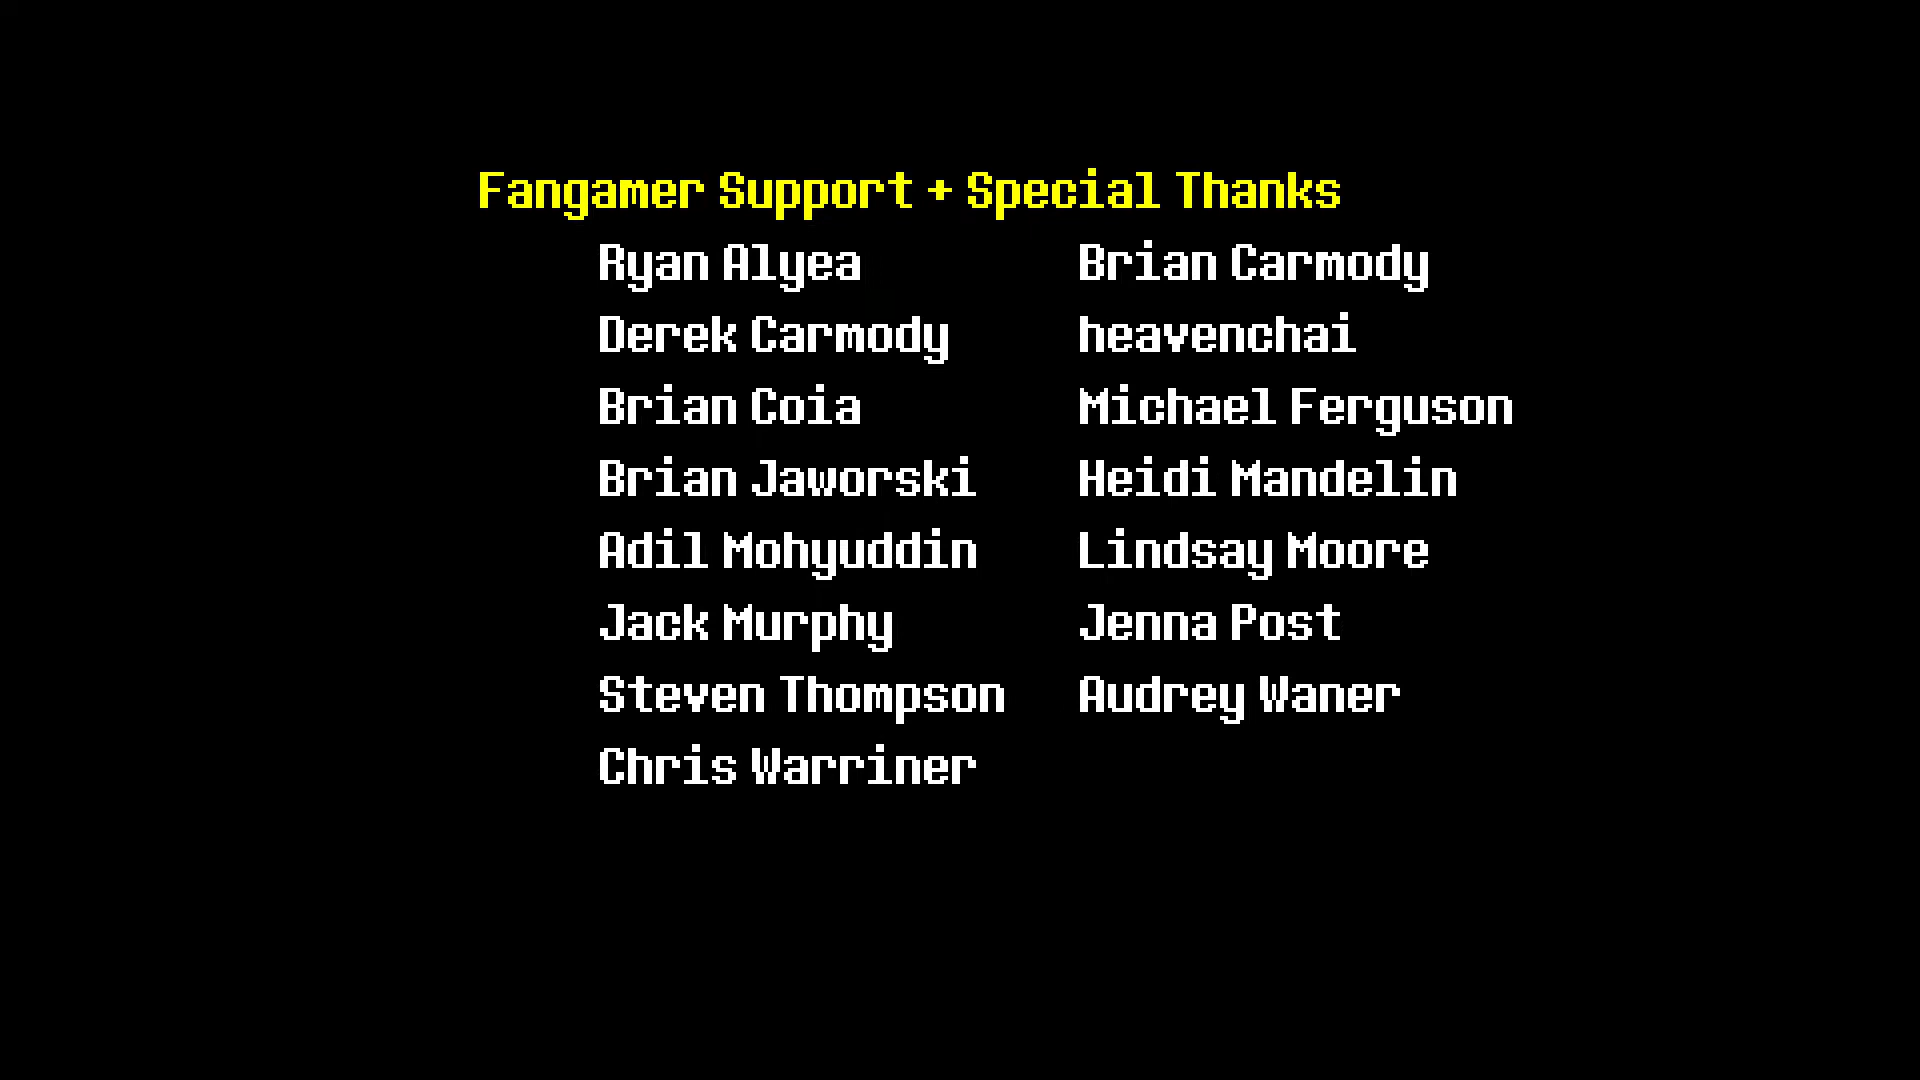 Fangamer Support + Special Thanks
Ryan Alyea Brian Carmody
Derek Carmody heavenchai
Brian Coia Michael Ferguson
Brian Jaworski Heidi Mandelin
Adil Mohyuddin Lindsay Moore
Jack Murphy Jenna Post
Steven Thompson Audrey Waner
Chris Warriner